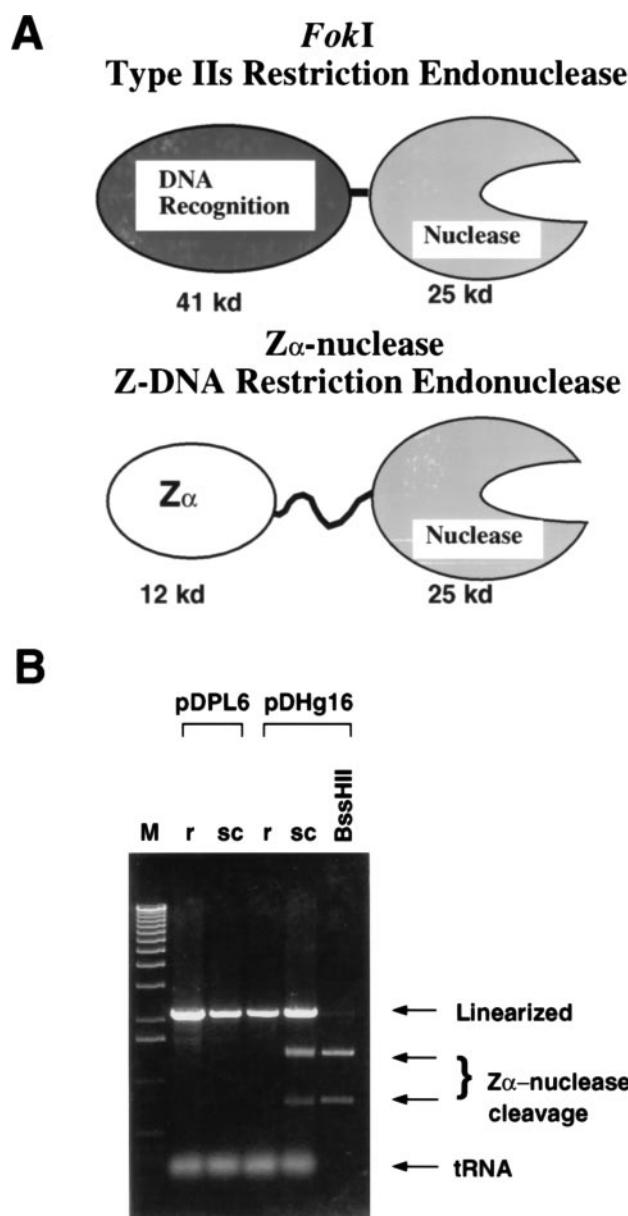 A
FokI
Type IIs Restriction Endonuclease
DNA
Recognition
Nuclease
41 kd
25 kd
Zα-nuclease
Z-DNA Restriction Endonuclease
Zα
Nuclease
12 kd
25 kd
B
pDPL6 pDHg16
M r sc r sc BssHII
Linearized
Zα–nuclease
cleavage
tRNA